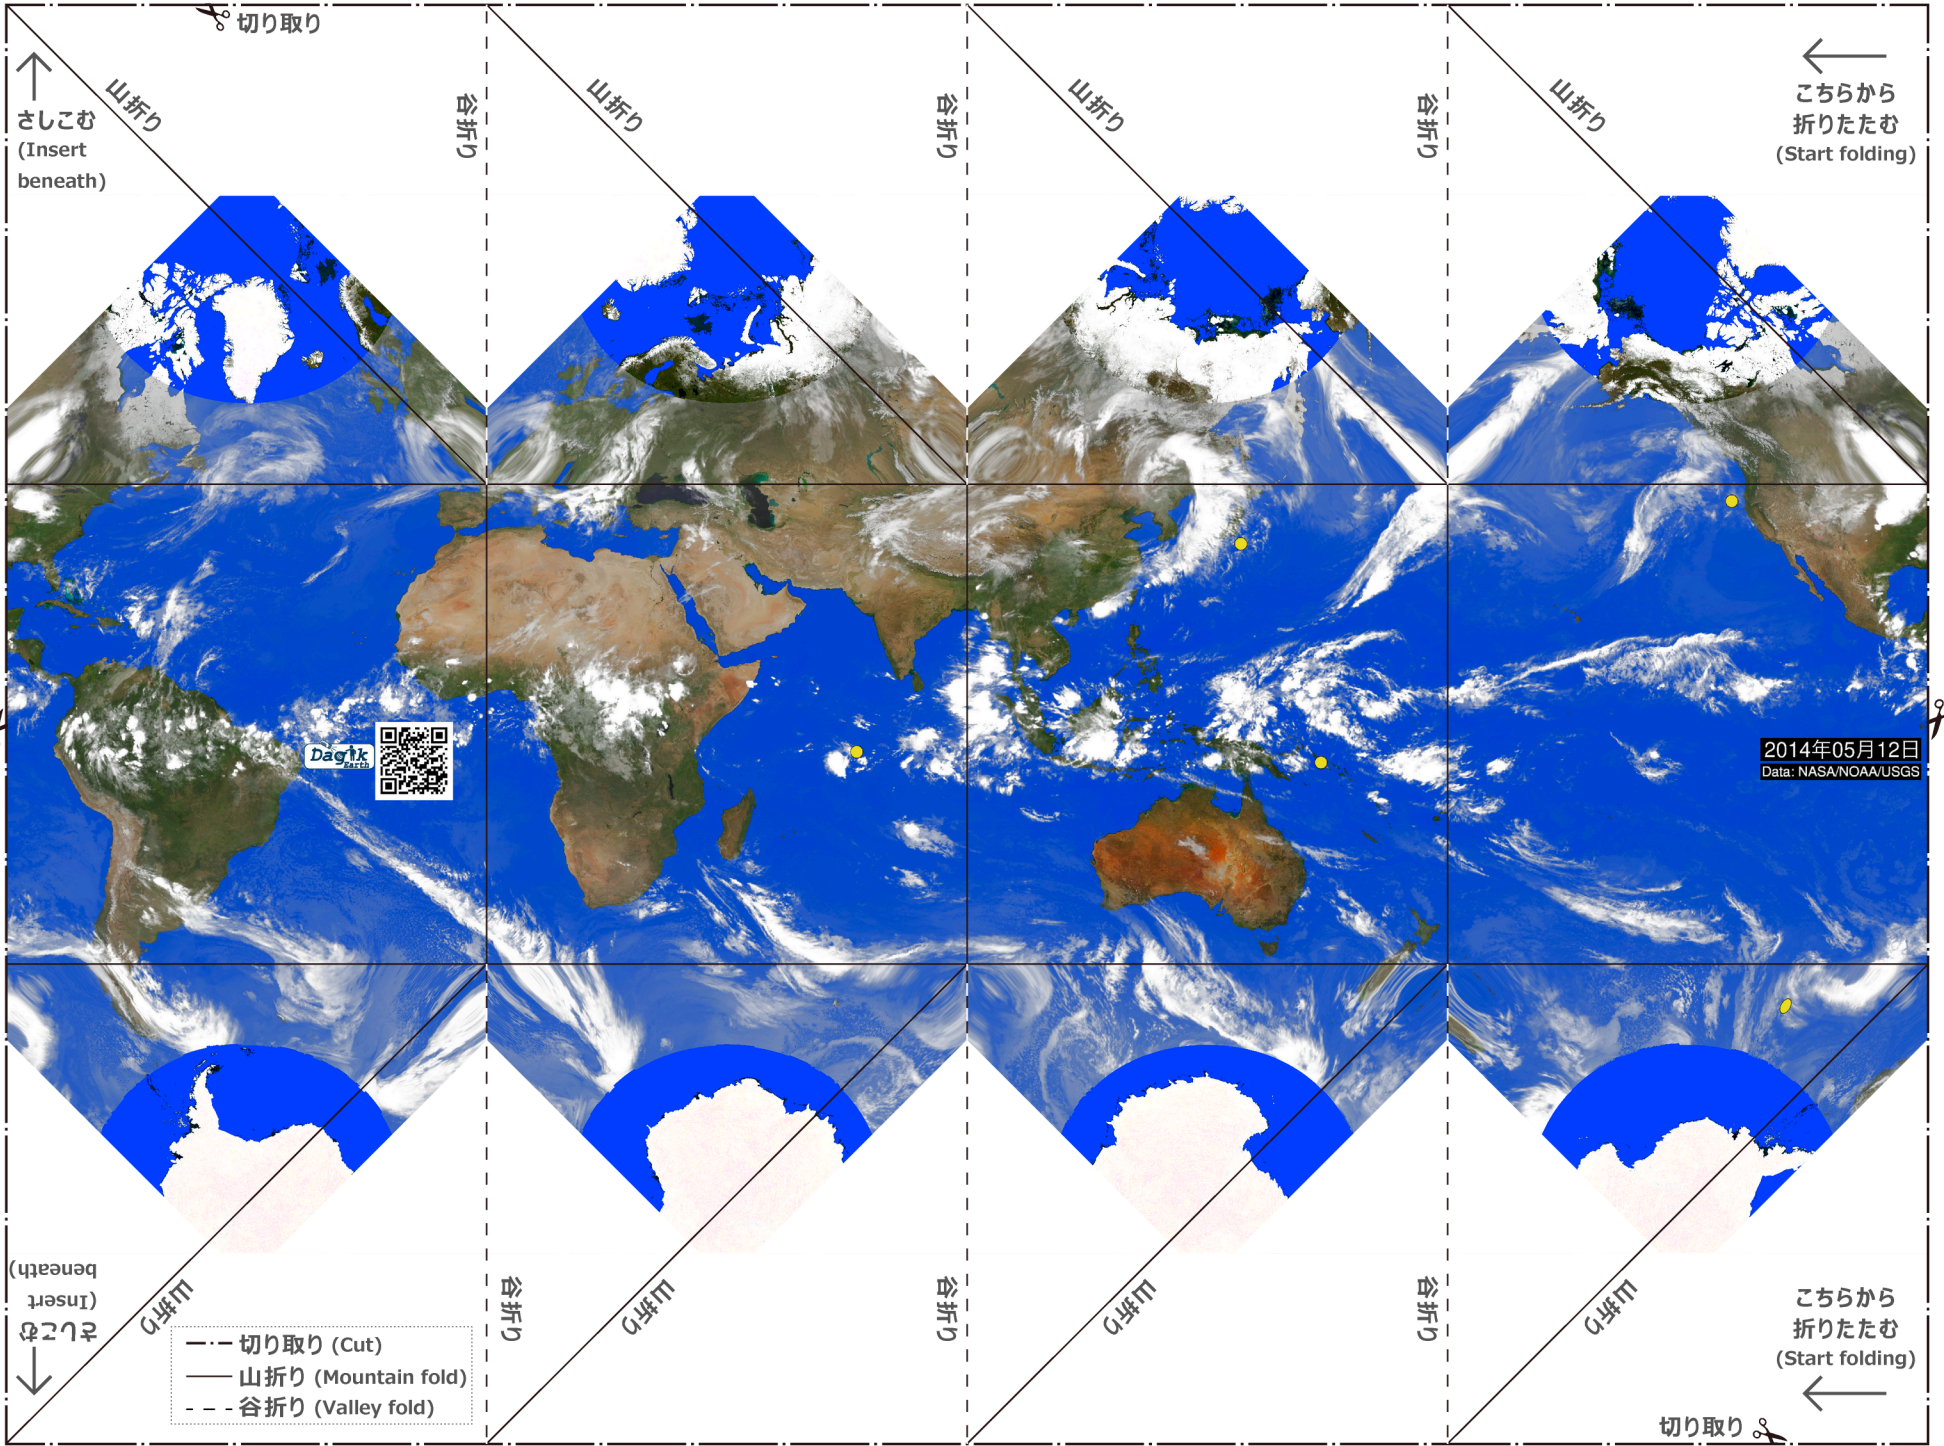 切り取り
山折り
谷折り
山折り
谷折り
山折り
谷折り
山折り
さしこむ
(Insert
beneath)
こちらから
折りたたむ
(Start folding)
Dagik
Earth
2014年05月12日
Data: NASA/NOAA/USGS
さしこむ
(Insert
beneath)
山折り
谷折り
山折り
谷折り
山折り
谷折り
山折り
こちらから
折りたたむ
(Start folding)
切り取り (Cut)
山折り (Mountain fold)
谷折り (Valley fold)
切り取り